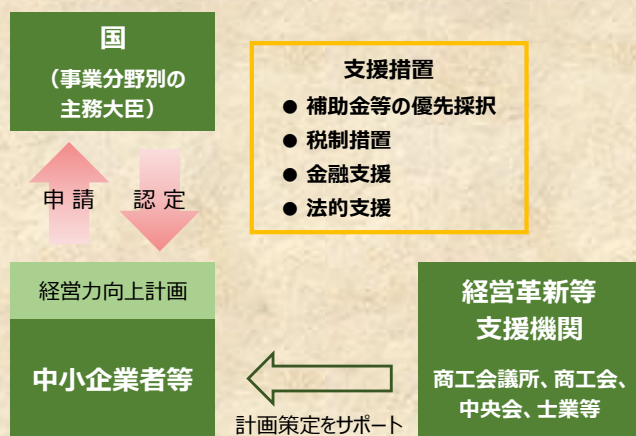 国
（事業分野別の
主務大臣）
支援措置
● 補助金等の優先採択
● 税制措置
● 金融支援
● 法的支援
申 請
認 定
経営力向上計画
中小企業者等
計画策定をサポート
経営革新等
支援機関
商工会議所、商工会、
中央会、士業等